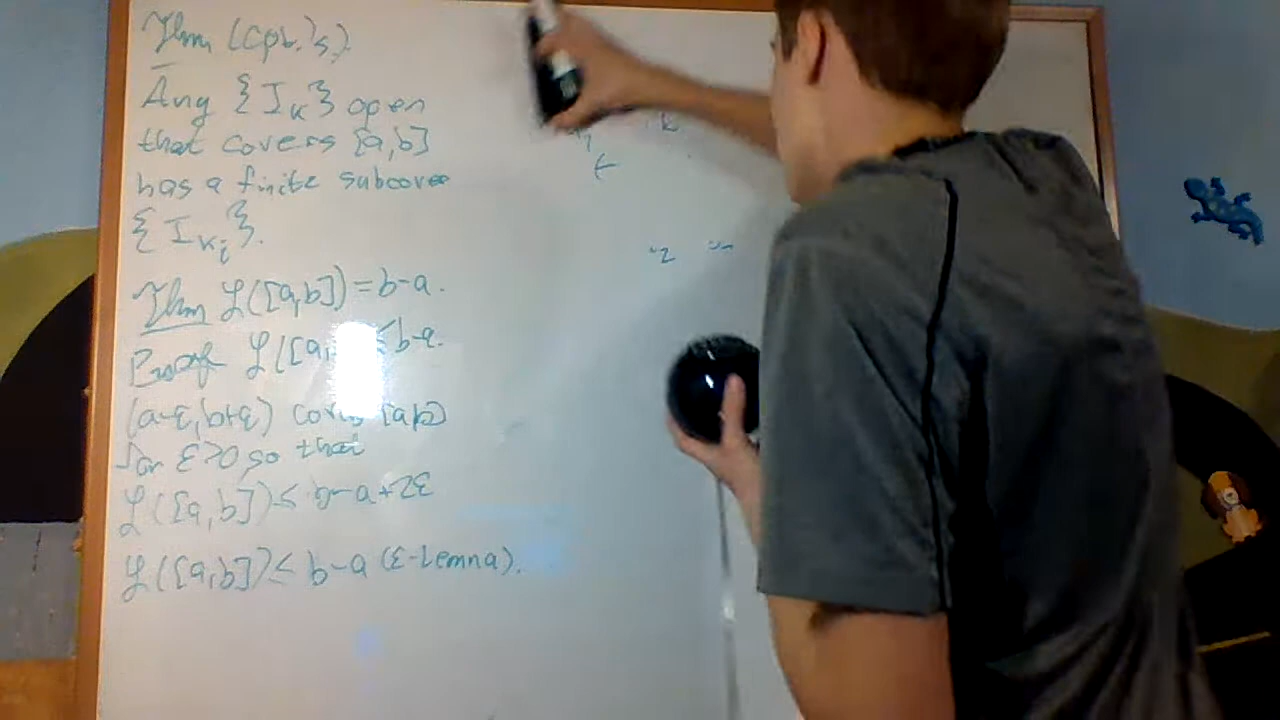 Thm (Cpt.'s)
Any {I_k} open
that covers [a,b]
has a finite subcover
{I_{k_i}}.
Thm ℒ([a,b])=b-a.
Proof ℒ([a, ≤b-a.
(a-ε,b+ε) covers [a,b]
for ε>0 so that
ℒ([a,b])≤ b-a+2ε
ℒ([a,b])≤ b-a (ε-Lemma).